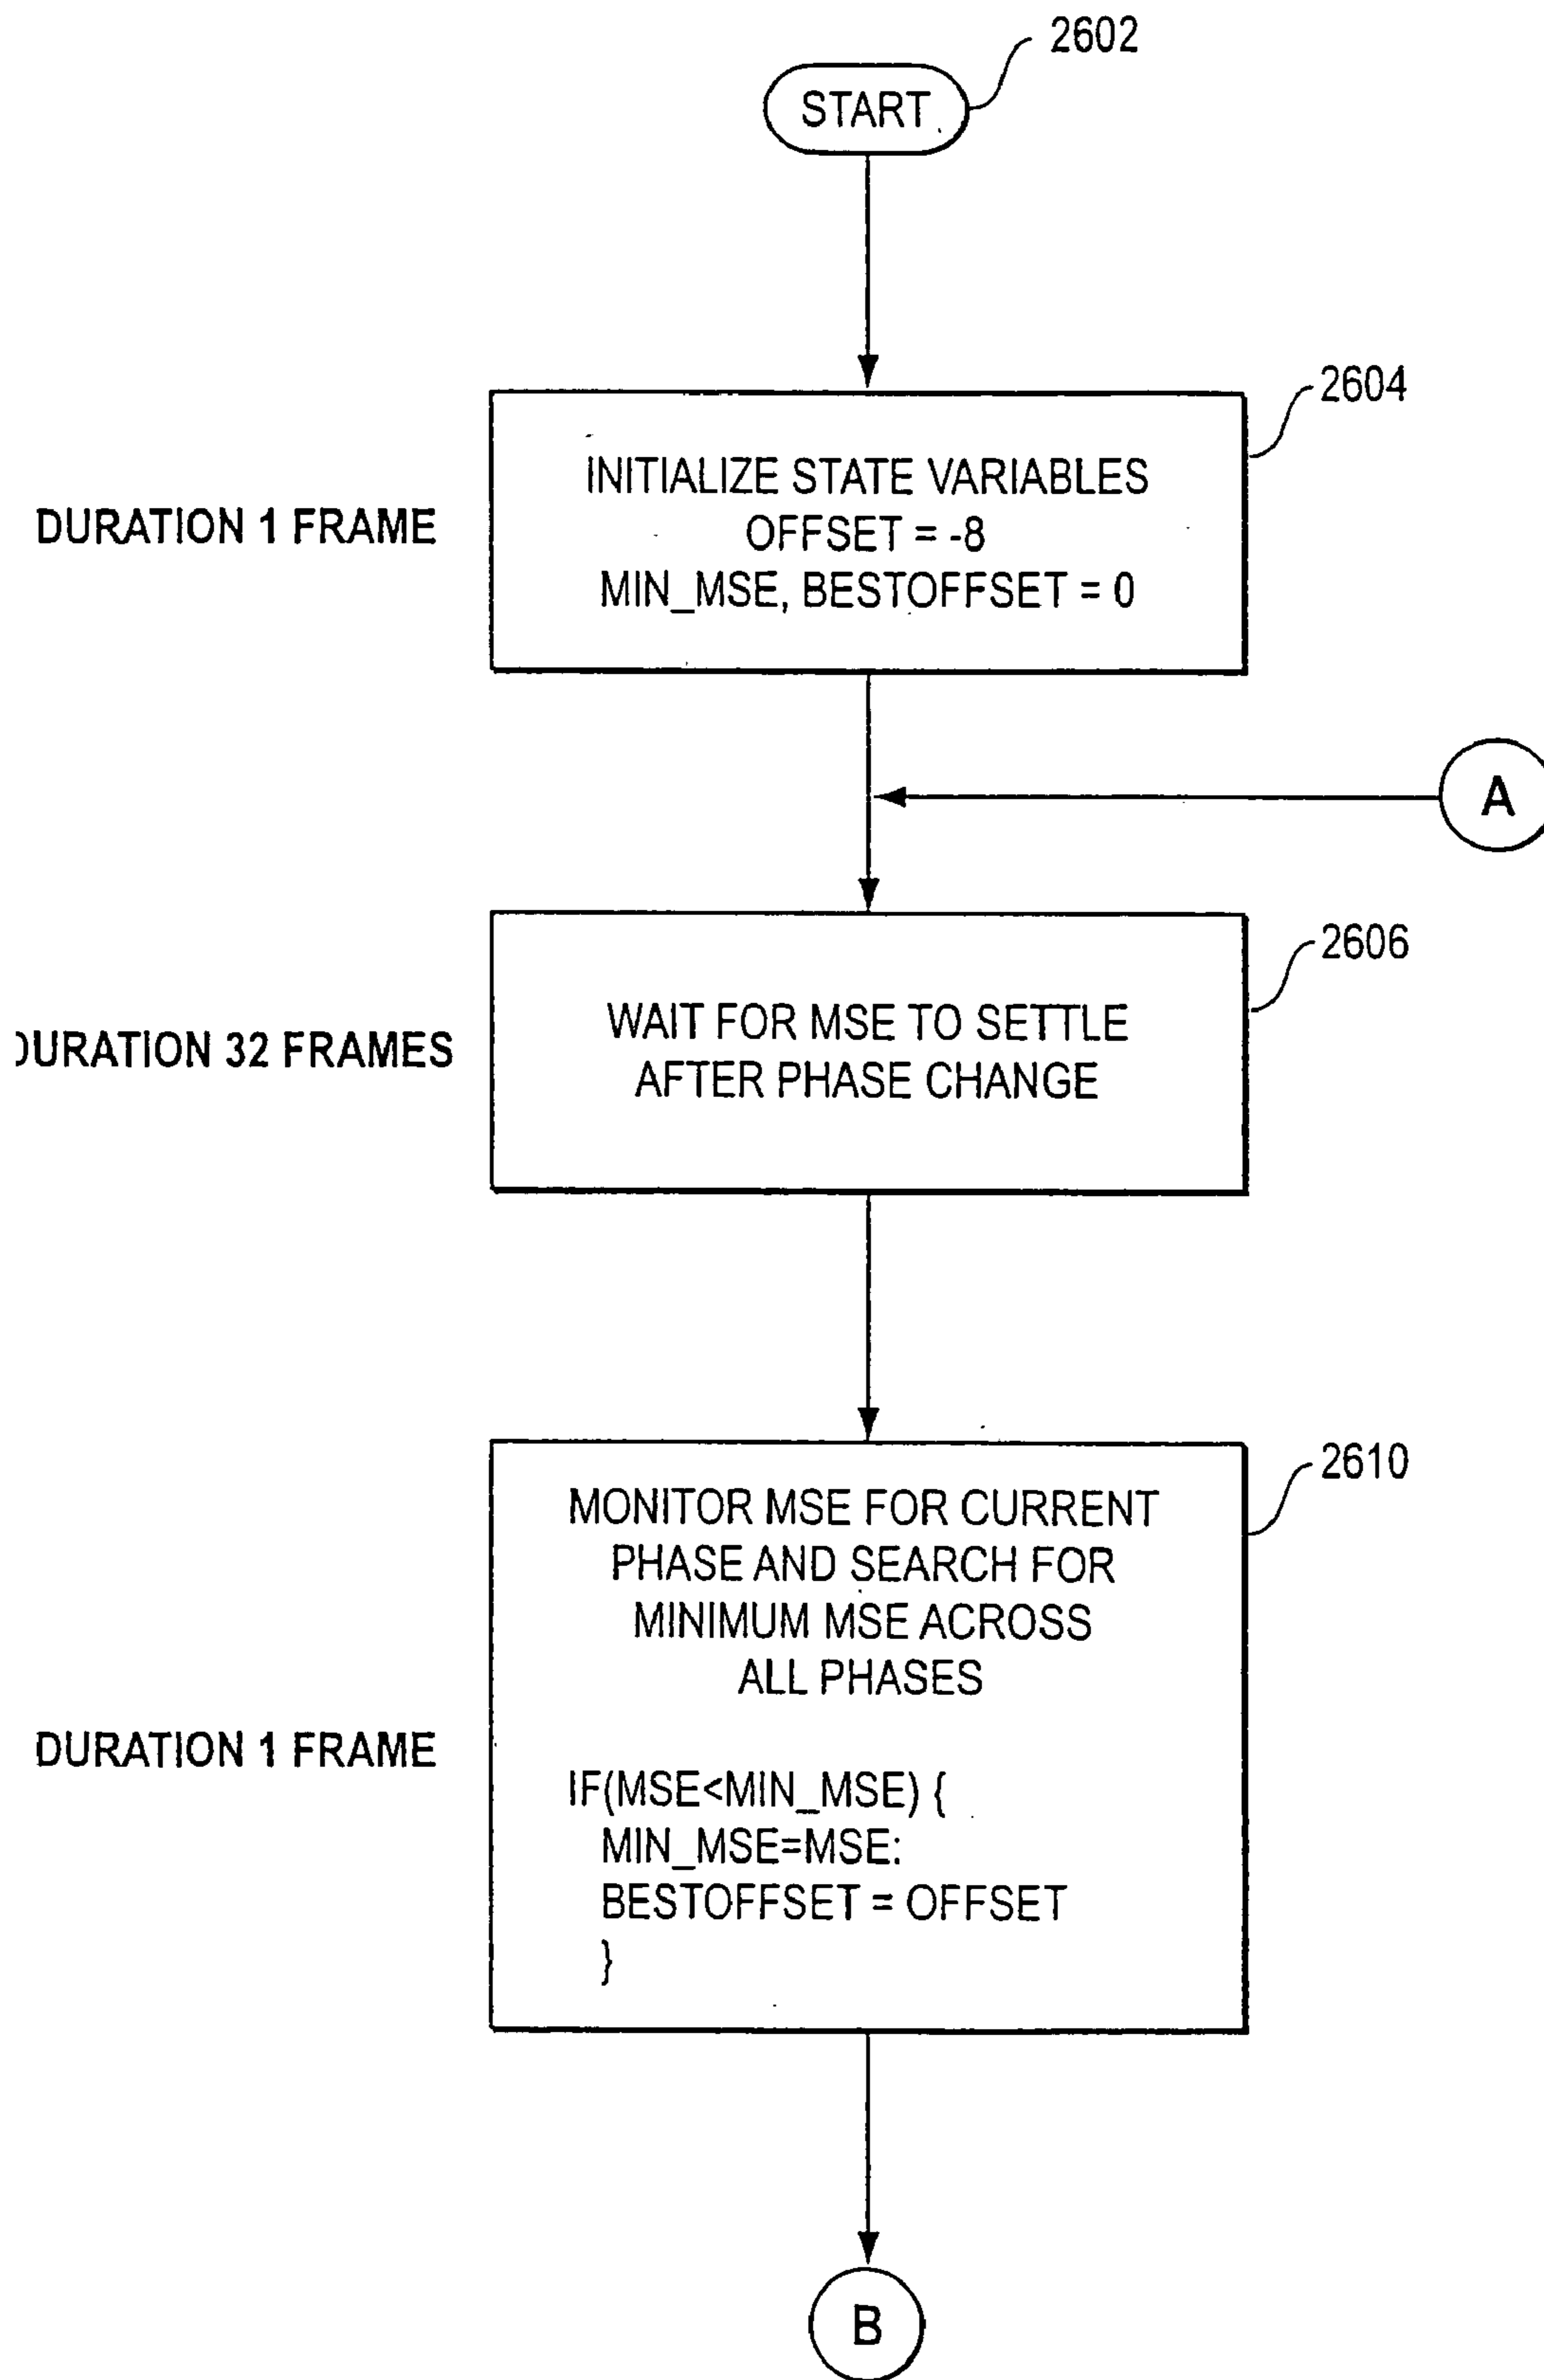 2602
START
2604
INITIALIZE STATE VARIABLES
OFFSET = -8
MIN_MSE, BESTOFFSET = 0
DURATION 1 FRAME
A
2606
WAIT FOR MSE TO SETTLE
AFTER PHASE CHANGE
DURATION 32 FRAMES
2610
MONITOR MSE FOR CURRENT
PHASE AND SEARCH FOR
MINIMUM MSE ACROSS
ALL PHASES
DURATION 1 FRAME
IF(MSE<MIN_MSE) {
MIN_MSE=MSE:
BESTOFFSET = OFFSET
}
B